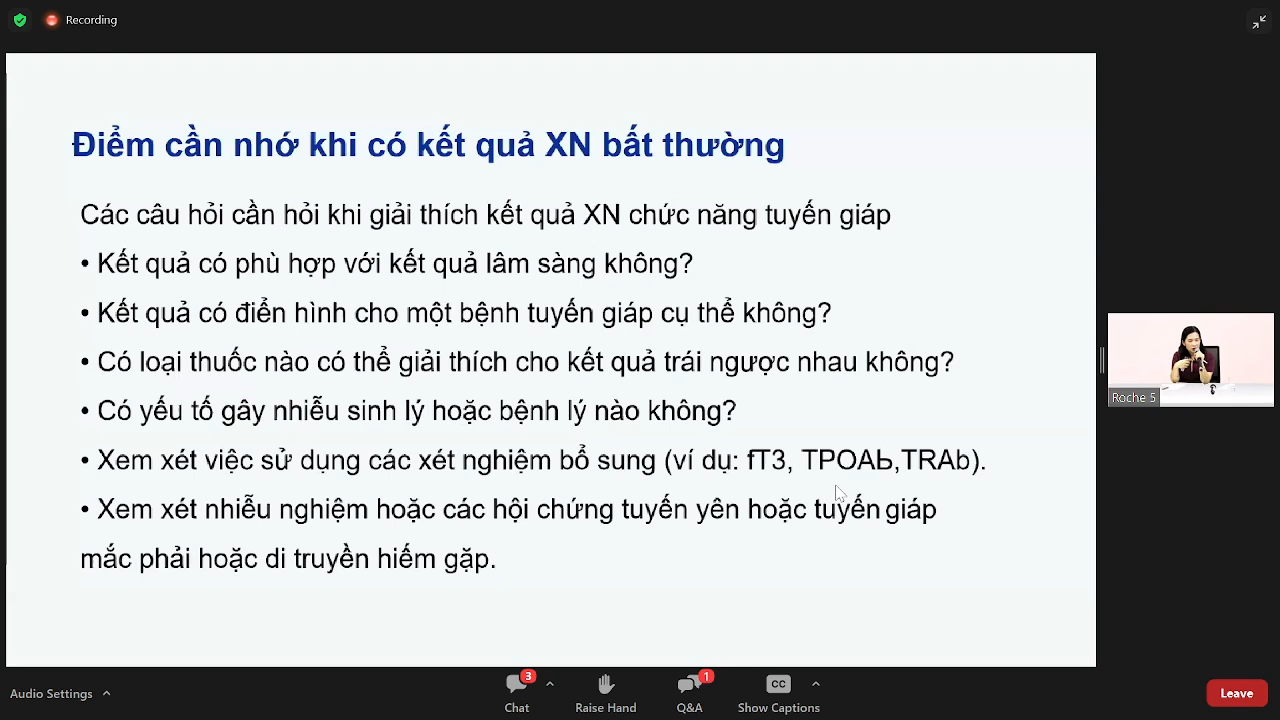 Recording
Điểm cần nhớ khi có kết quả XN bất thường
Các câu hỏi cần hỏi khi giải thích kết quả XN chức năng tuyến giáp
• Kết quả có phù hợp với kết quả lâm sàng không?
• Kết quả có điển hình cho một bệnh tuyến giáp cụ thể không?
• Có loại thuốc nào có thể giải thích cho kết quả trái ngược nhau không?
• Có yếu tố gây nhiễu sinh lý hoặc bệnh lý nào không?
• Xem xét việc sử dụng các xét nghiệm bổ sung (ví dụ: fT3, TPOAЬ,TRAb).
• Xem xét nhiễu nghiệm hoặc các hội chứng tuyến yên hoặc tuyến giáp
mắc phải hoặc di truyền hiếm gặp.
Roche 5
Audio Settings
3
Chat
Raise Hand
1
Q&A
CC
Show Captions
Leave